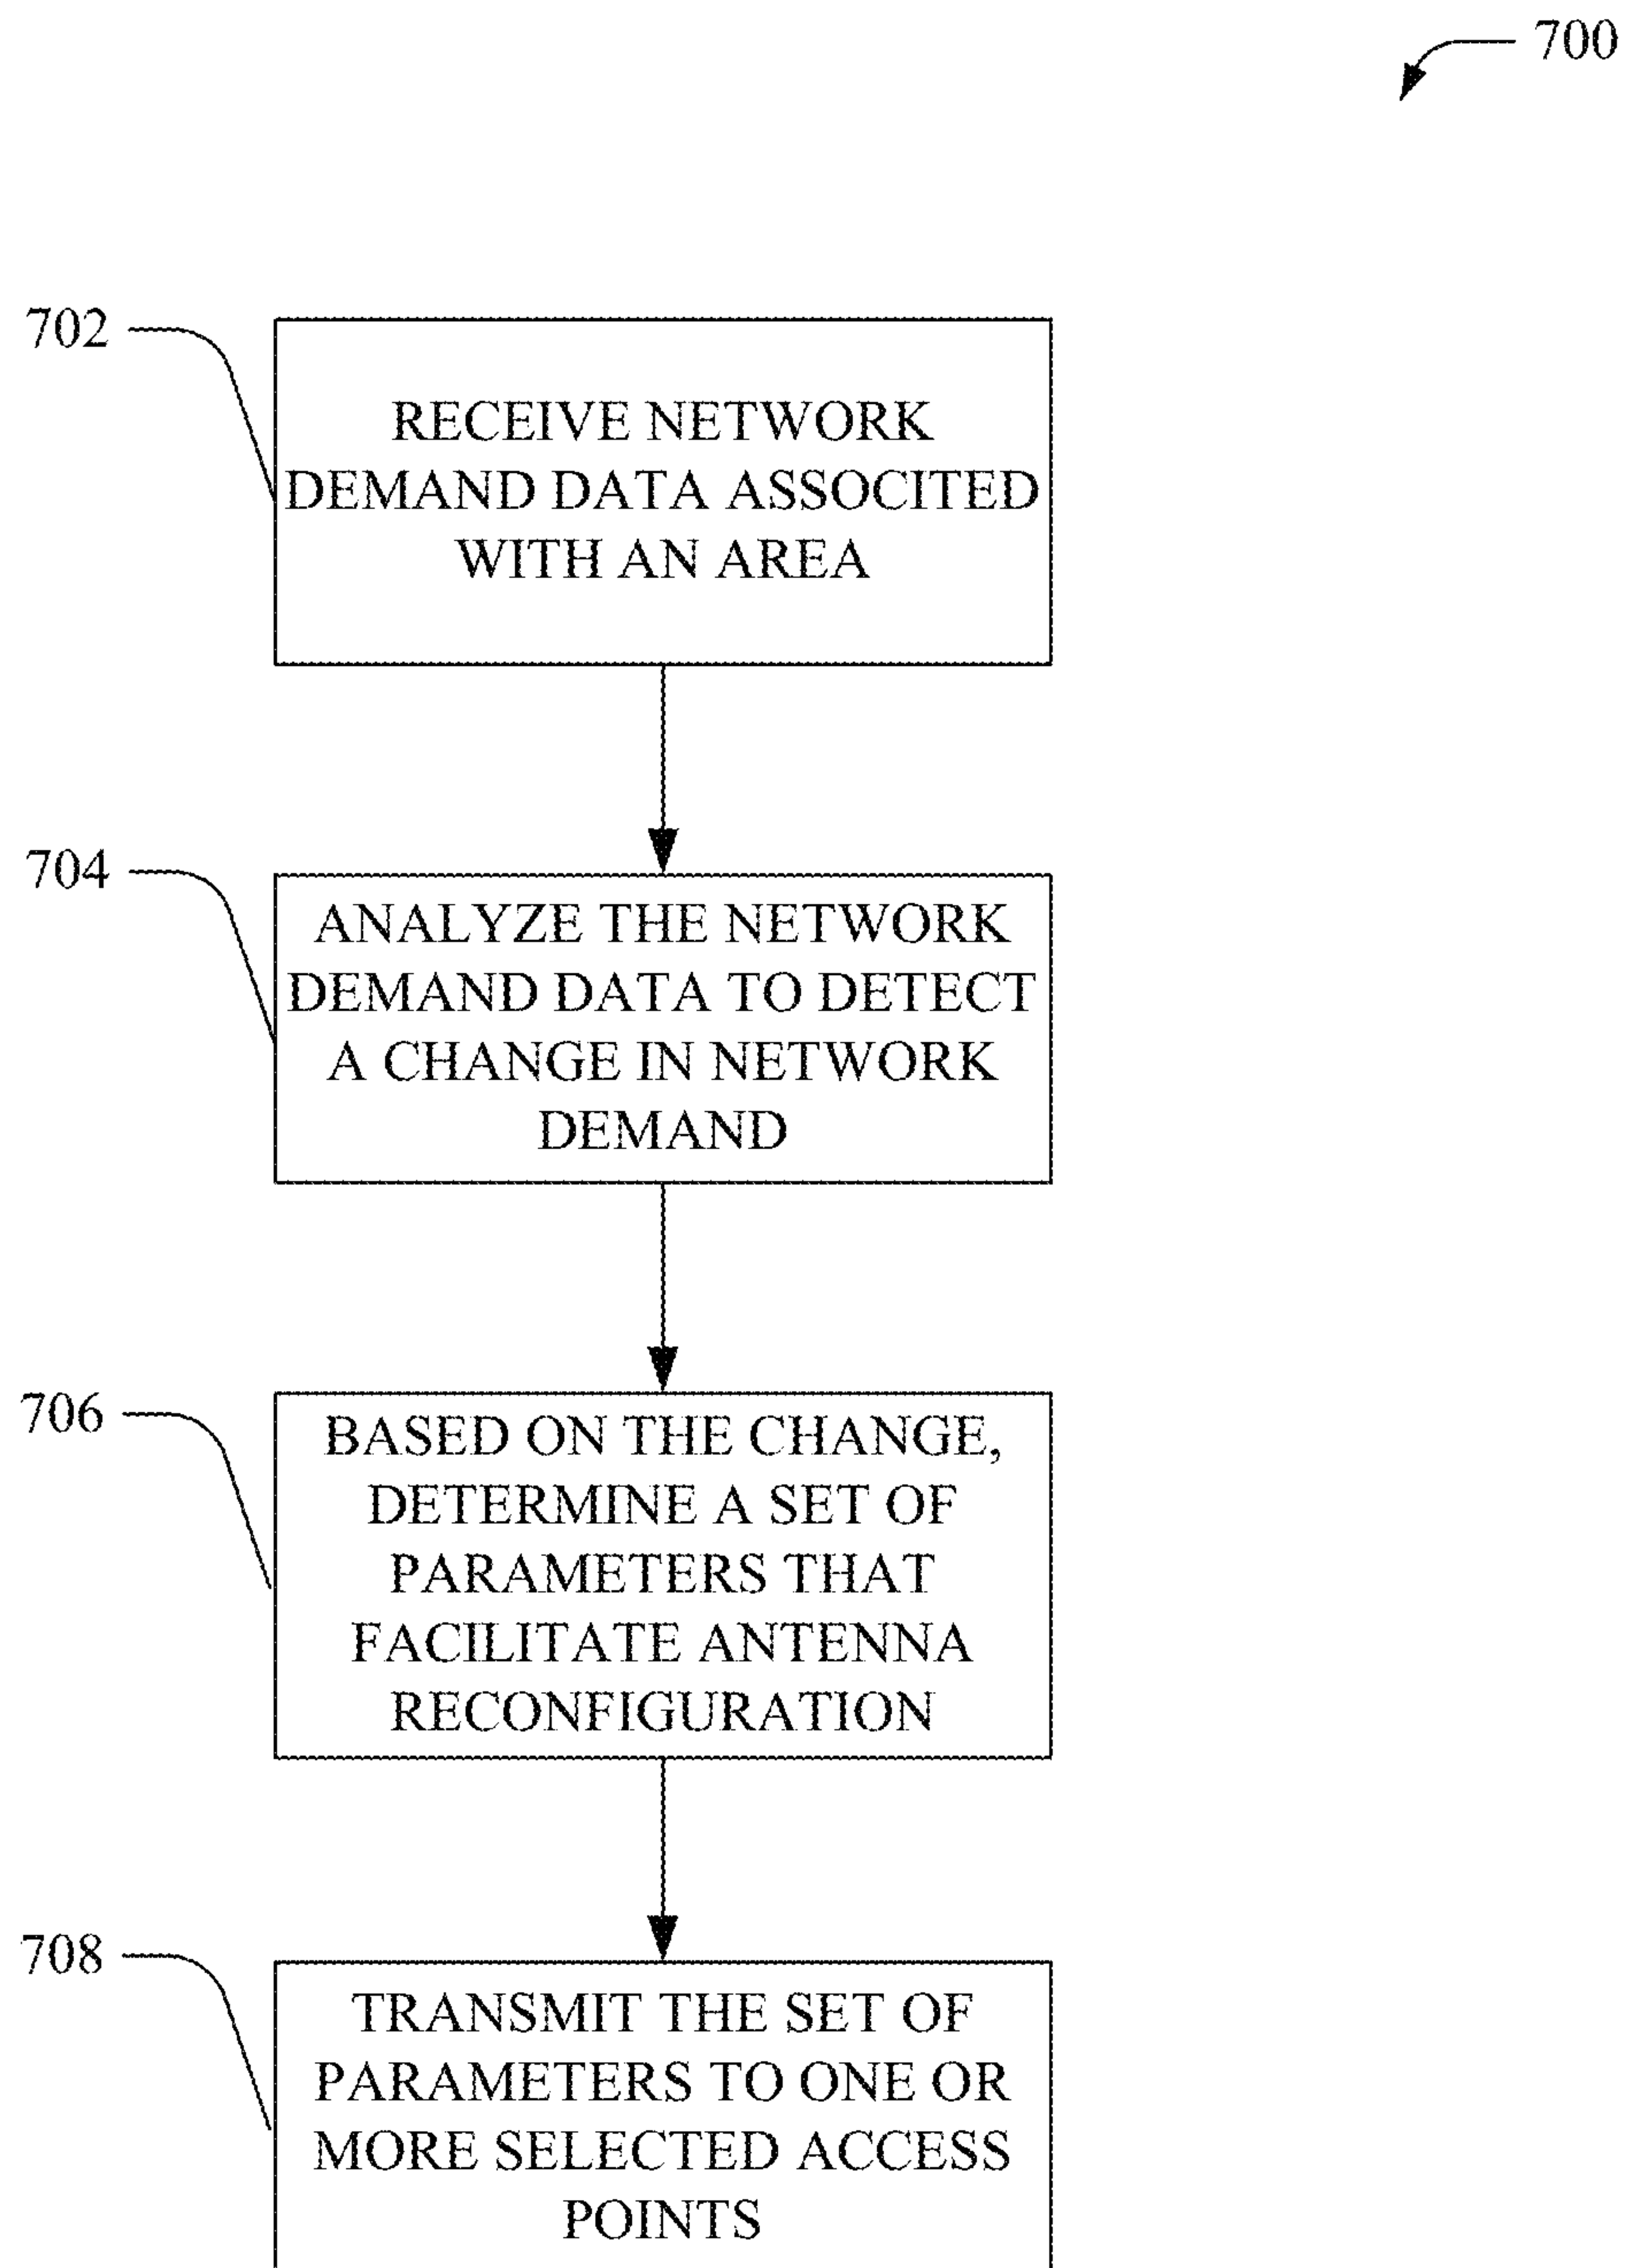 700
702
RECEIVE NETWORK
DEMAND DATA ASSOCITED
WITH AN AREA
704
ANALYZE THE NETWORK
DEMAND DATA TO DETECT
A CHANGE IN NETWORK
DEMAND
706
BASED ON THE CHANGE,
DETERMINE A SET OF
PARAMETERS THAT
FACILITATE ANTENNA
RECONFIGURATION
708
TRANSMIT THE SET OF
PARAMETERS TO ONE OR
MORE SELECTED ACCESS
POINTS